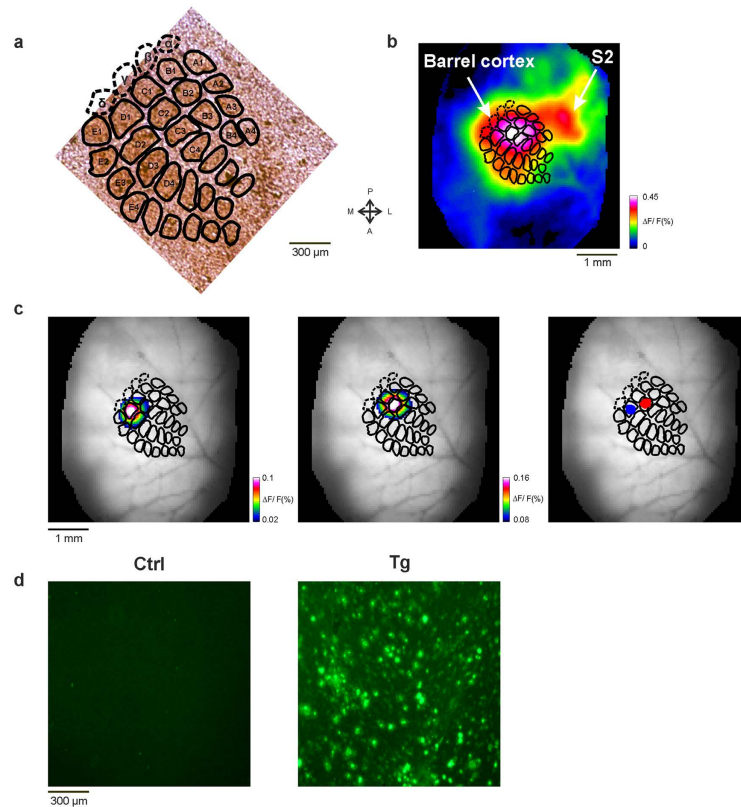 a
α
β
γ
δ
A1
B1
A2
C1
B2
A3
D1
C2
B3
B4
A4
E1
C3
D2
C4
E2
D3
E3
D4
E4
300 µm
P
M
L
A
b
Barrel cortex
S2
0.45
ΔF/ F(%)
0
1 mm
c
0.1
ΔF/ F(%)
0.02
1 mm
0.16
ΔF/ F(%)
0.08
d
Ctrl
Tg
300 µm